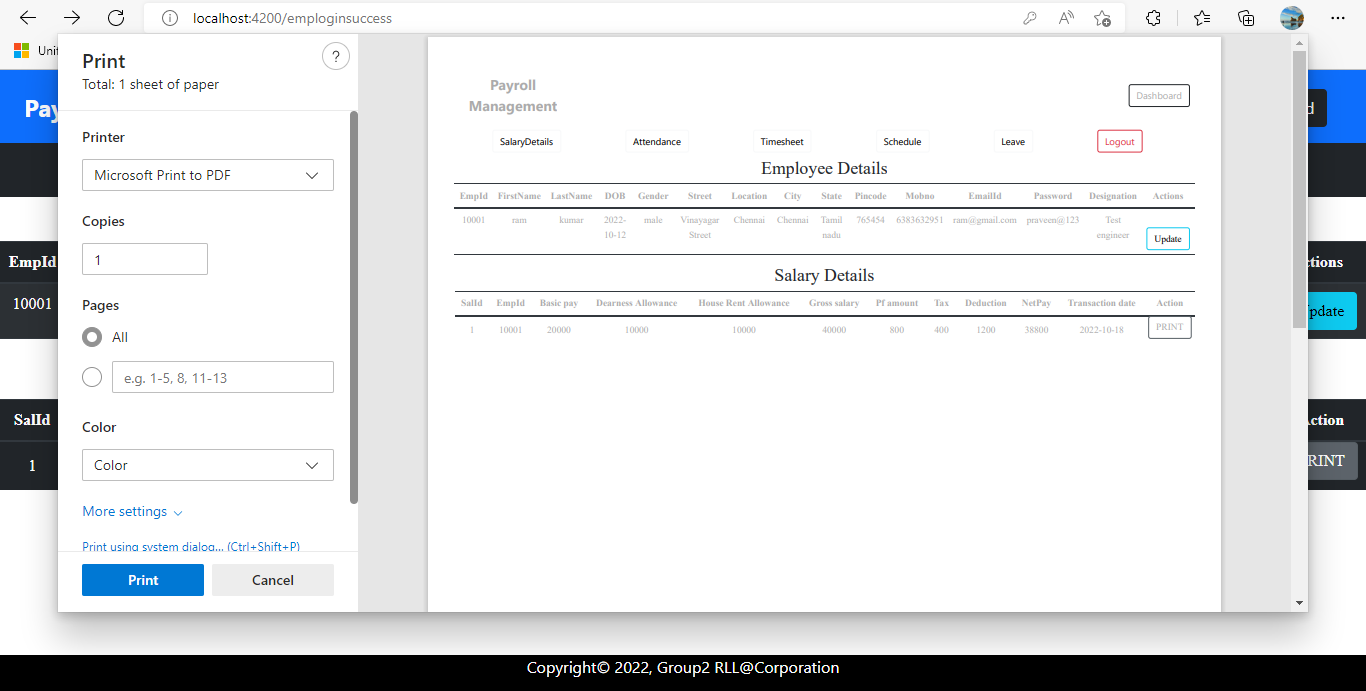 localhost:4200/emploginsuccess
Print
?
Total: 1 sheet of paper
Printer
Microsoft Print to PDF
Copies
1
Pages
All
e.g. 1-5, 8, 11-13
Color
Color
More settings
Print using system dialog... (Ctrl+Shift+P)
Print Cancel
Payroll
Management
Dashboard
SalaryDetails Attendance Timesheet Schedule Leave Logout
Employee Details
EmpId FirstName LastName DOB Gender Street Location City State Pincode Mobno EmailId Password Designation Actions
10001 ram kumar 2022-10-12 male Vinayagar Street Chennai Chennai Tamil nadu 765454 6383632951 ram@gmail.com praveen@123 Test engineer Update
Salary Details
SalId EmpId Basic pay Dearness Allowance House Rent Allowance Gross salary Pf amount Tax Deduction NetPay Transaction date Action
1 10001 20000 10000 10000 40000 800 400 1200 38800 2022-10-18 PRINT
Pay
EmpId
10001
SalId
1
Copyright© 2022, Group2 RLL@Corporation